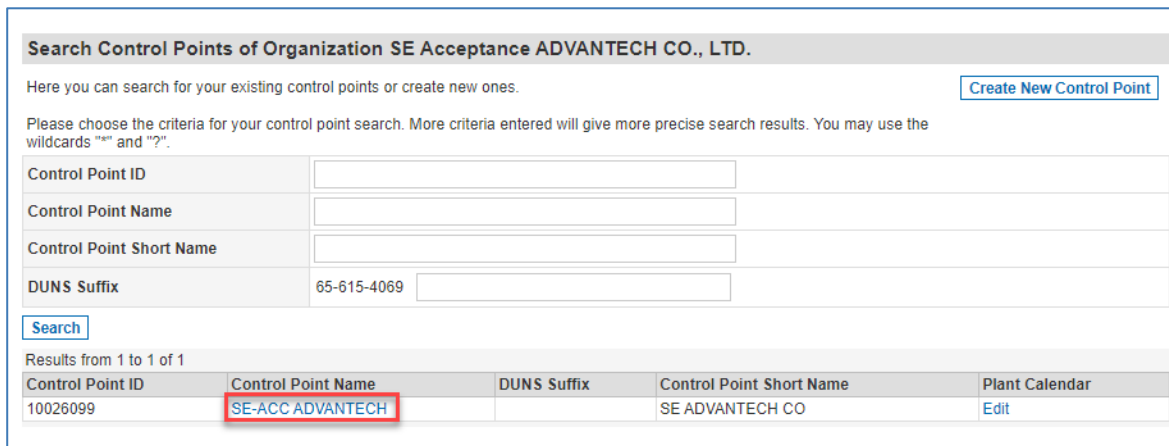 Search Control Points of Organization SE Acceptance ADVANTECH CO., LTD.
Here you can search for your existing control points or create new ones.
Create New Control Point
Please choose the criteria for your control point search. More criteria entered will give more precise search results. You may use the
wildcards "*" and "?".
Control Point ID
Control Point Name
Control Point Short Name
DUNS Suffix 65-615-4069
Search
Results from 1 to 1 of 1
Control Point ID Control Point Name DUNS Suffix Control Point Short Name Plant Calendar
10026099 SE-ACC ADVANTECH SE ADVANTECH CO Edit